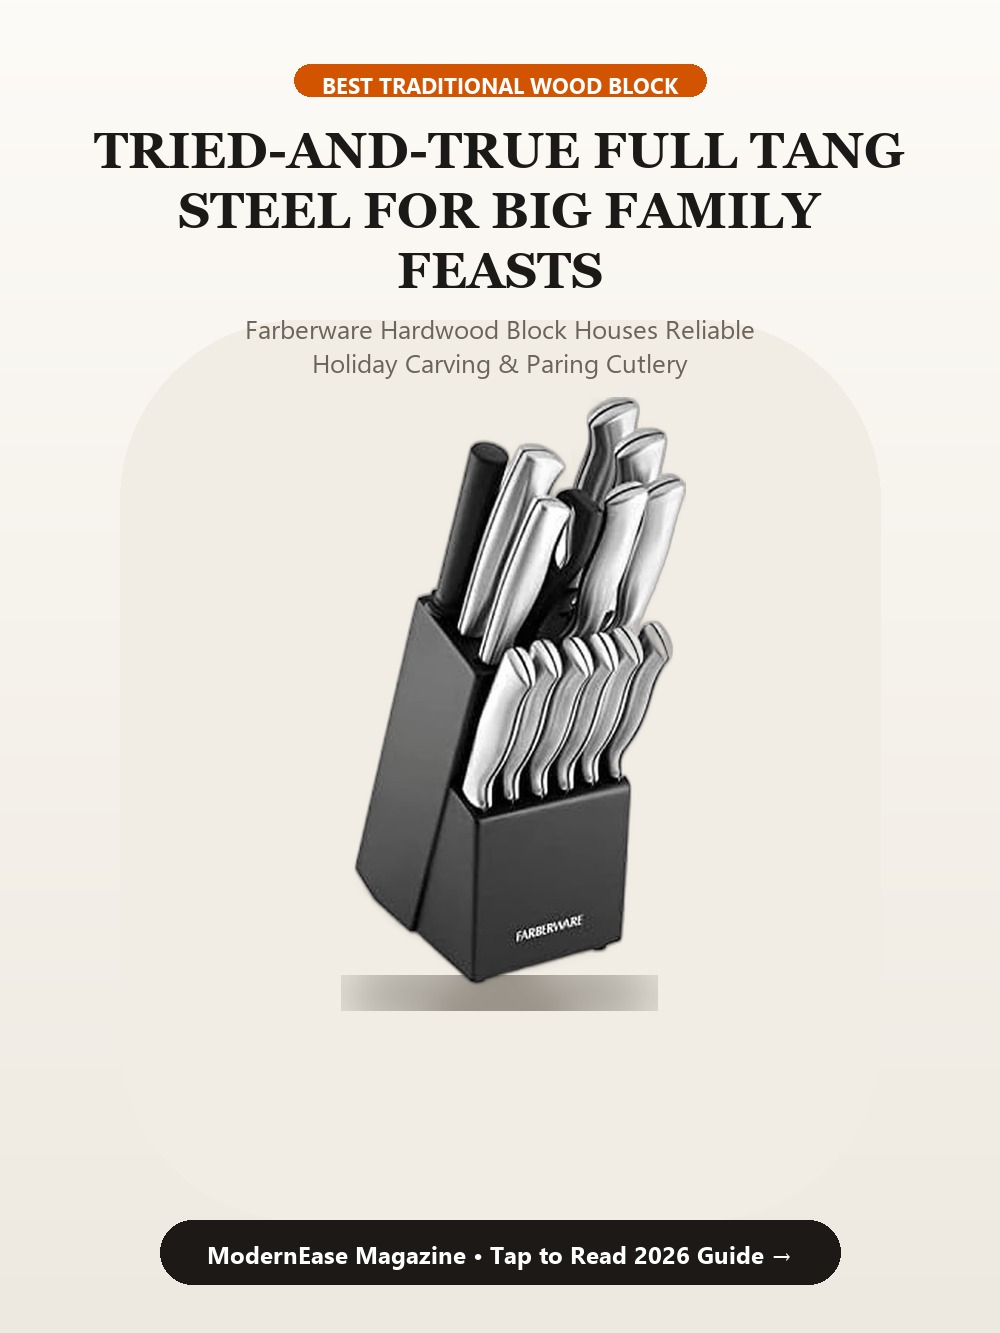 BEST TRADITIONAL WOOD BLOCK
TRIED-AND-TRUE FULL TANG
STEEL FOR BIG FAMILY
FEASTS
Farberware Hardwood Block Houses Reliable
Holiday Carving & Paring Cutlery
FARBERWARE
ModernEase Magazine • Tap to Read 2026 Guide →